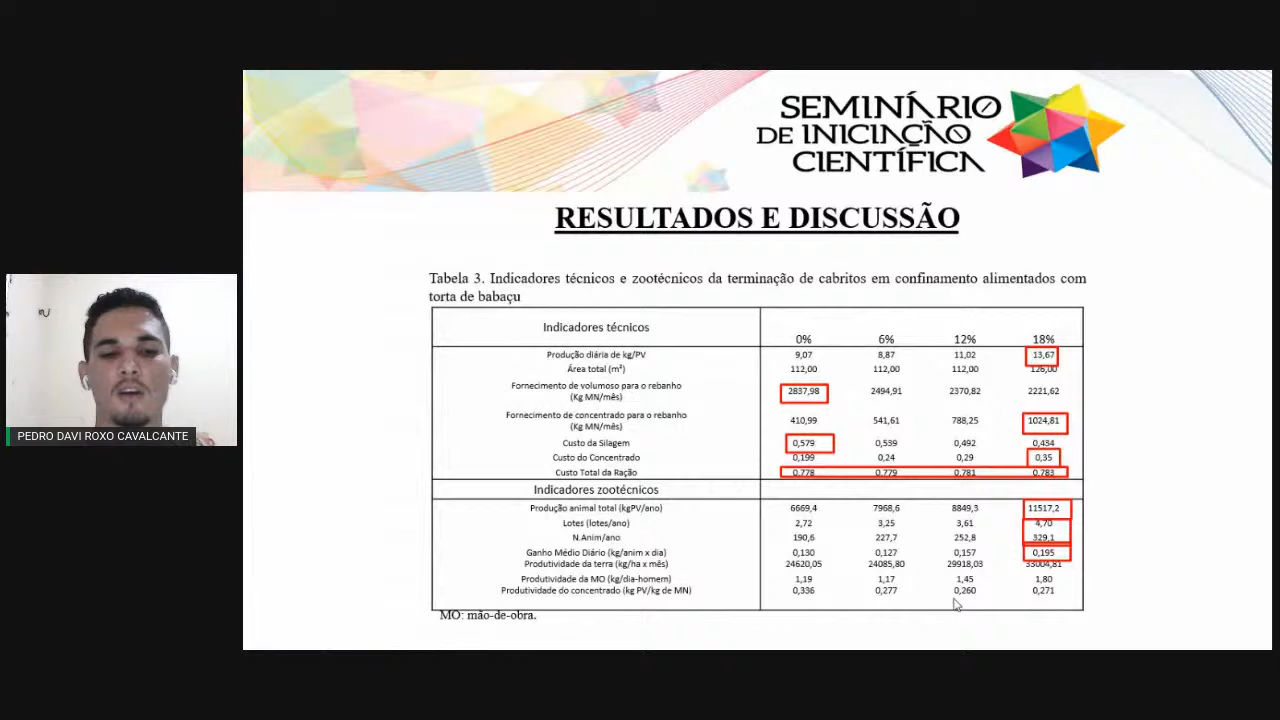 SEMINÁRIO
DE INICIAÇÃO
CIENTÍFICA
RESULTADOS E DISCUSSÃO
Tabela 3. Indicadores técnicos e zootécnicos da terminação de cabritos em confinamento alimentados com
torta de babaçu
Indicadores técnicos 0% 6% 12% 18%
Produção diária de kg/PV 9,07 8,87 11,02 13,67
Área total (m²) 112,00 112,00 112,00 126,00
Fornecimento de volumoso para o rebanho
(Kg MN/mês) 2837,98 2494,91 2370,82 2221,62
Fornecimento de concentrado para o rebanho
(Kg MN/mês) 410,99 541,61 788,25 1024,81
Custo da Silagem 0,579 0,539 0,492 0,434
Custo do Concentrado 0,199 0,24 0,29 0,35
Custo Total da Ração 0,778 0,779 0,781 0,783
Indicadores zootécnicos
Produção animal total (kgPV/ano) 6669,4 7968,6 8849,3 11517,2
Lotes (lotes/ano) 2,72 3,25 3,61 4,70
N.Anim/ano 190,6 227,7 252,8 329,1
Ganho Médio Diário (kg/anim x dia) 0,130 0,127 0,157 0,195
Produtividade da terra (kg/ha x mês) 24620,05 24085,80 29918,03 33004,81
Produtividade da MO (kg/dia-homem) 1,19 1,17 1,45 1,80
Produtividade do concentrado (kg PV/kg de MN) 0,336 0,277 0,260 0,271
MO: mão-de-obra.
PEDRO DAVI ROXO CAVALCANTE